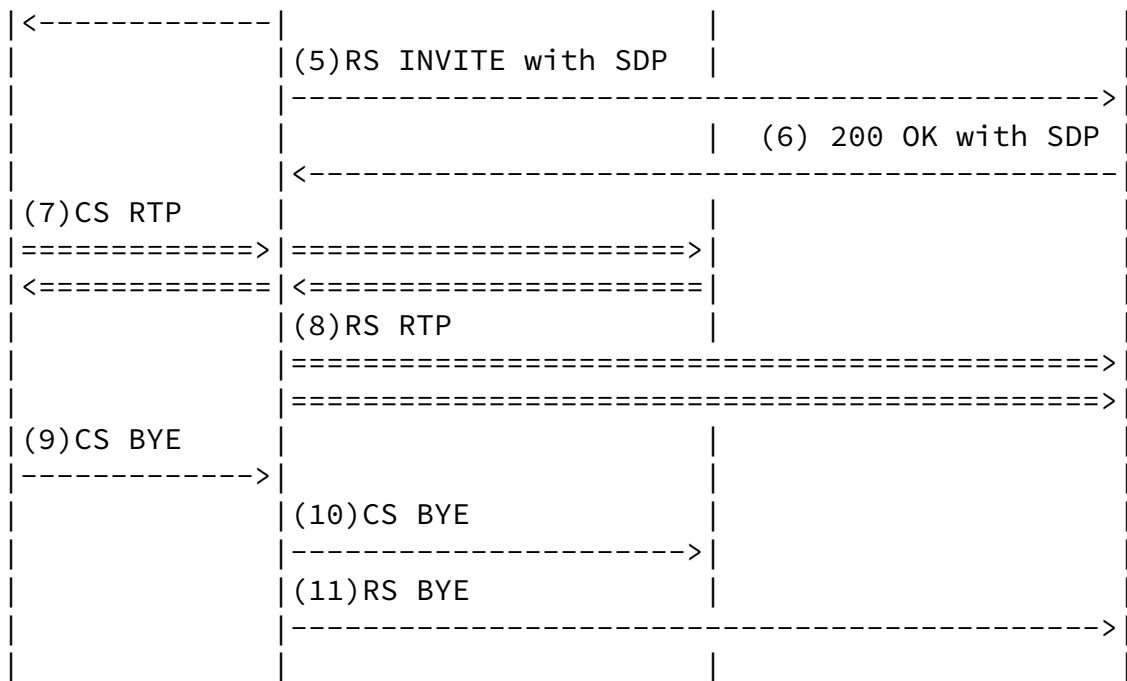 |<-------------|                        |                      |
|              |(5)RS INVITE with SDP   |                      |
|              |--------------------------------------------->|
|              |                        |  (6) 200 OK with SDP |
|              |<---------------------------------------------|
|(7)CS RTP     |                        |                      |
|=============>|======================>|                      |
|<=============|<======================|                      |
|              |(8)RS RTP               |                      |
|              |=============================================>|
|              |=============================================>|
|(9)CS BYE     |                        |                      |
|------------->|                        |                      |
|              |(10)CS BYE              |                      |
|              |---------------------->|                      |
|              |(11)RS BYE              |                      |
|              |--------------------------------------------->|
|              |                        |                      |